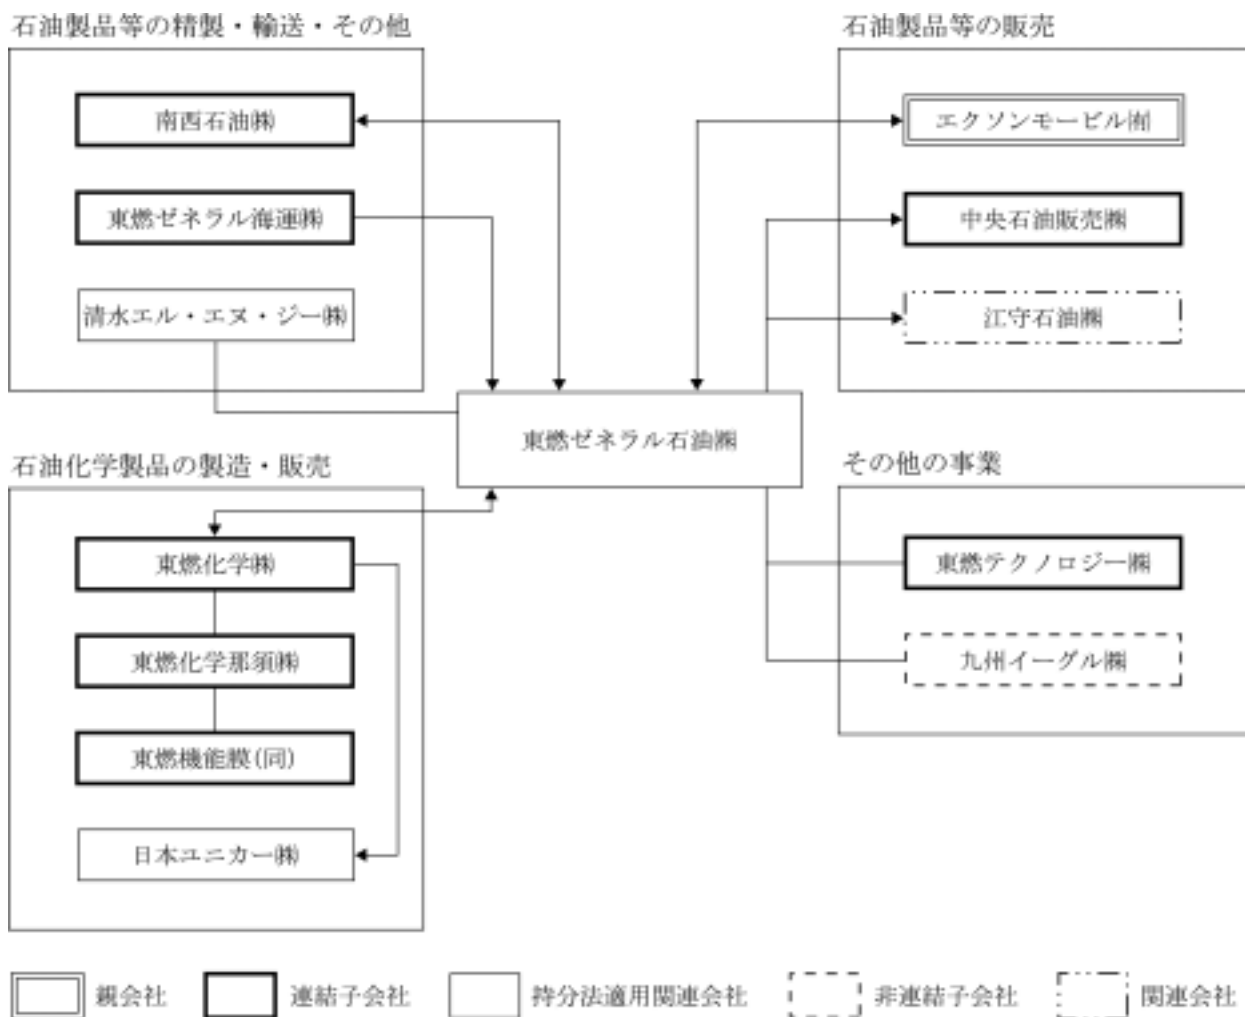 石油製品等の精製・輸送・その他
南西石油㈱
東燃ゼネラル海運㈱
清水エル・エヌ・ジー㈱
石油製品等の販売
エクソンモービル㈲
中央石油販売㈱
江守石油㈱
東燃ゼネラル石油㈱
石油化学製品の製造・販売
東燃化学㈱
東燃化学那須㈱
東燃機能膜(同)
日本ユニカー㈱
その他の事業
東燃テクノロジー㈱
九州イーグル㈱
親会社
連結子会社
持分法適用関連会社
非連結子会社
関連会社